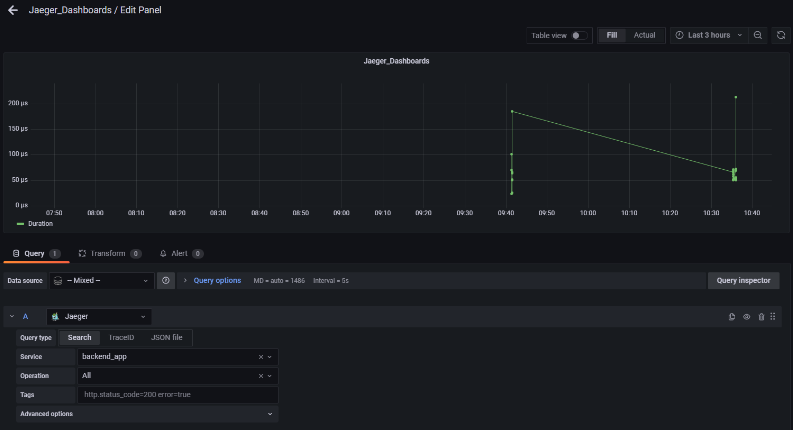 Jaeger_Dashboards / Edit Panel
Table view Fill Actual Last 3 hours
Jaeger_Dashboards
200 µs
150 µs
100 µs
50 µs
0 µs
07:50 08:00 08:10 08:20 08:30 08:40 08:50 09:00 09:10 09:20 09:30 09:40 09:50 10:00 10:10 10:20 10:30 10:40
Duration
Query 1 Transform 0 Alert 0
Data source -- Mixed -- Query options MD = auto = 1486 Interval = 5s Query inspector
A Jaeger
Query type Search TraceID JSON file
Service backend_app
Operation All
Tags http.status_code=200 error=true
Advanced options